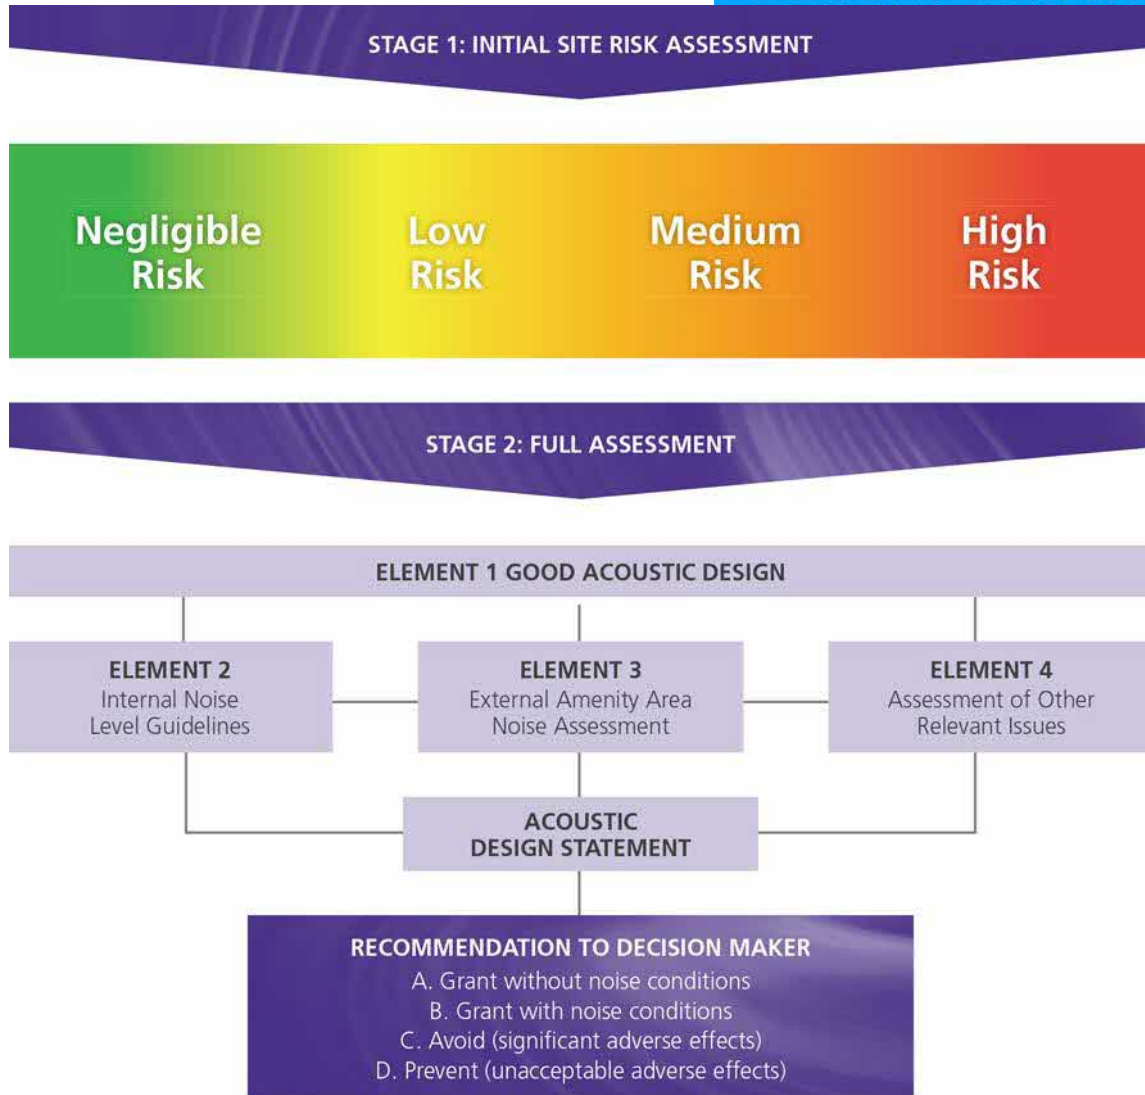 STAGE 1: INITIAL SITE RISK ASSESSMENT
Negligible
Risk
Low
Risk
Medium
Risk
High
Risk
STAGE 2: FULL ASSESSMENT
ELEMENT 1 GOOD ACOUSTIC DESIGN
ELEMENT 2
Internal Noise
Level Guidelines
ELEMENT 3
External Amenity Area
Noise Assessment
ELEMENT 4
Assessment of Other
Relevant Issues
ACOUSTIC
DESIGN STATEMENT
RECOMMENDATION TO DECISION MAKER
A. Grant without noise conditions
B. Grant with noise conditions
C. Avoid (significant adverse effects)
D. Prevent (unacceptable adverse effects)